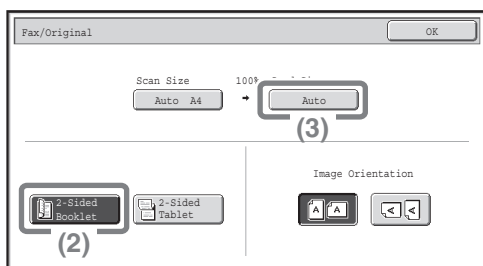 Fax/Original
OK
Scan Size
100%
Auto A4
Auto
(3)
Image Orientation
2-Sided
Booklet
2-Sided
Tablet
A A
A A
(2)